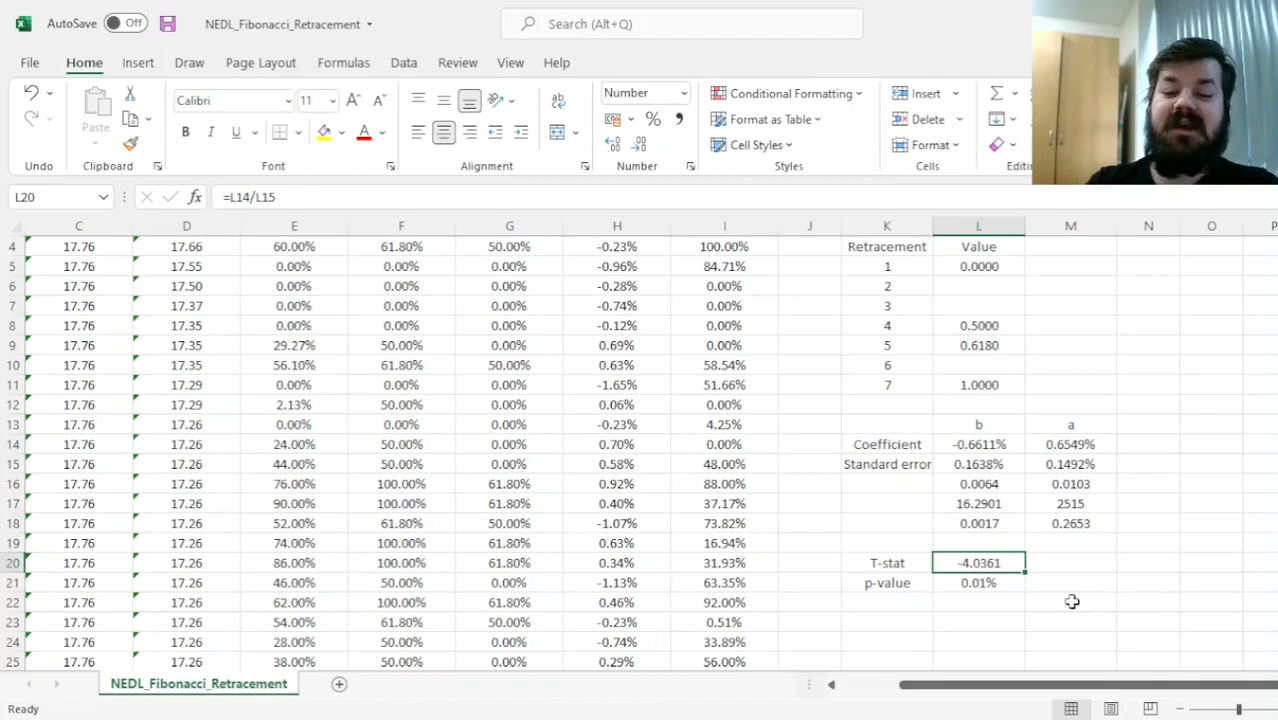 AutoSave Off NEDL_Fibonacci_Retracement Search (Alt+Q)
File Home Insert Draw Page Layout Formulas Data Review View Help
Calibri 11 Number Conditional Formatting Insert
Paste B I U A Format as Table Delete
Cell Styles Format
Undo Clipboard Font Alignment Number Styles Cells Editin
L20 fx =L14/L15
C D E F G H I J K L M N O P
4 17.76 17.66 60.00% 61.80% 50.00% -0.23% 100.00% Retracement Value
5 17.76 17.55 0.00% 0.00% 0.00% -0.96% 84.71% 1 0.0000
6 17.76 17.50 0.00% 0.00% 0.00% -0.28% 0.00% 2
7 17.76 17.37 0.00% 0.00% 0.00% -0.74% 0.00% 3
8 17.76 17.35 0.00% 0.00% 0.00% -0.12% 0.00% 4 0.5000
9 17.76 17.35 29.27% 50.00% 0.00% 0.69% 0.00% 5 0.6180
10 17.76 17.35 56.10% 61.80% 50.00% 0.63% 58.54% 6
11 17.76 17.29 0.00% 0.00% 0.00% -1.65% 51.66% 7 1.0000
12 17.76 17.29 2.13% 50.00% 0.00% 0.06% 0.00%
13 17.76 17.26 0.00% 0.00% 0.00% -0.23% 4.25% b a
14 17.76 17.26 24.00% 50.00% 0.00% 0.70% 0.00% Coefficient -0.6611% 0.6549%
15 17.76 17.26 44.00% 50.00% 0.00% 0.58% 48.00% Standard error 0.1638% 0.1492%
16 17.76 17.26 76.00% 100.00% 61.80% 0.92% 88.00% 0.0064 0.0103
17 17.76 17.26 90.00% 100.00% 61.80% 0.40% 37.17% 16.2901 2515
18 17.76 17.26 52.00% 61.80% 50.00% -1.07% 73.82% 0.0017 0.2653
19 17.76 17.26 74.00% 100.00% 61.80% 0.63% 16.94%
20 17.76 17.26 86.00% 100.00% 61.80% 0.34% 31.93% T-stat -4.0361
21 17.76 17.26 46.00% 50.00% 0.00% -1.13% 63.35% p-value 0.01%
22 17.76 17.26 62.00% 100.00% 61.80% 0.46% 92.00%
23 17.76 17.26 54.00% 61.80% 50.00% -0.23% 0.51%
24 17.76 17.26 28.00% 50.00% 0.00% -0.74% 33.89%
25 17.76 17.26 38.00% 50.00% 0.00% 0.29% 56.00%
NEDL_Fibonacci_Retracement
Ready